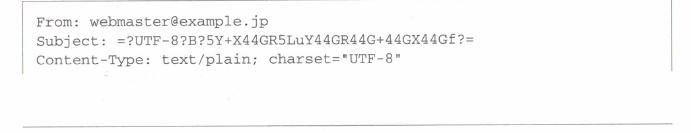 From: webmaster@example.jp
Subject: =?UTF-8?B?5Y+X44GR5LuY44GR44G+44GX44Gf?=
Content-Type: text/plain; charset="UTF-8"